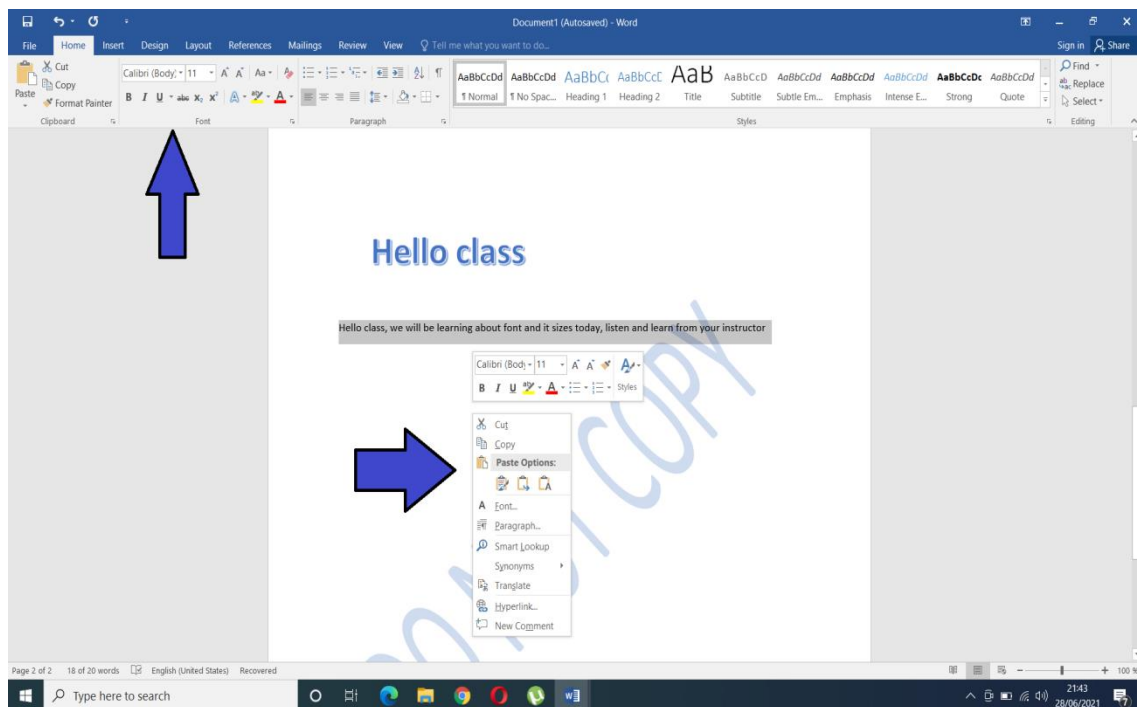 Document1 (Autosaved) - Word
File Home Insert Design Layout References Mailings Review View Tell me what you want to do... Sign in Share
Paste
Cut
Copy
Format Painter
Clipboard
Calibri (Body) 11
Font
Paragraph
AaBbCcDd AaBbCcDd AaBbCc AaBbCcE AaB AaBbCcD AaBbCcDd AaBbCcDd AaBbCcDd AaBbCcDc AaBbCcDd
¶ Normal ¶ No Spac... Heading 1 Heading 2 Title Subtitle Subtle Em... Emphasis Intense E... Strong Quote
Styles
Find
Replace
Select
Editing
Hello class
Hello class, we will be learning about font and it sizes today, listen and learn from your instructor
Calibri (Body 11
B I U A Styles
Cut
Copy
Paste Options:
Font...
Paragraph...
Smart Lookup
Synonyms
Translate
Hyperlink...
New Comment
COPY
Page 2 of 2 18 of 20 words English (United States) Recovered 100 %
Type here to search
21:43
28/06/2021